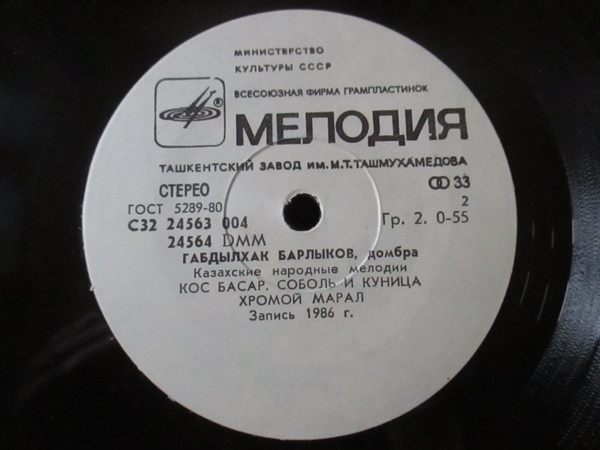 МИНИСТЕРСТВО
КУЛЬТУРЫ СССР
ВСЕСОЮЗНАЯ ФИРМА ГРАМПЛАСТИНОК
® МЕЛОДИЯ
ТАШКЕНТСКИЙ ЗАВОД ИМ. М.Т. ТАШМУХАМЕДОВА
СТЕРЕО 33
ГОСТ 5289-80 2
С32 24563 004 Гр. 2. 0-55
24564 DMM
ГАБДЫЛХАК БАРЛЫКОВ, домбра
Казахские народные мелодии
КОС БАСАР. СОБОЛЬ И КУНИЦА
ХРОМОЙ МАРАЛ
Запись 1986 г.